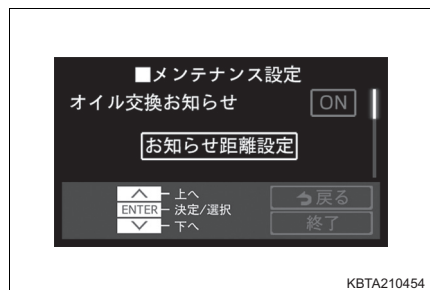 ■メンテナンス設定
オイル交換お知らせ ON
お知らせ距離設定
上へ
ENTER 決定/選択
下へ
戻る
終了
KBTA210454